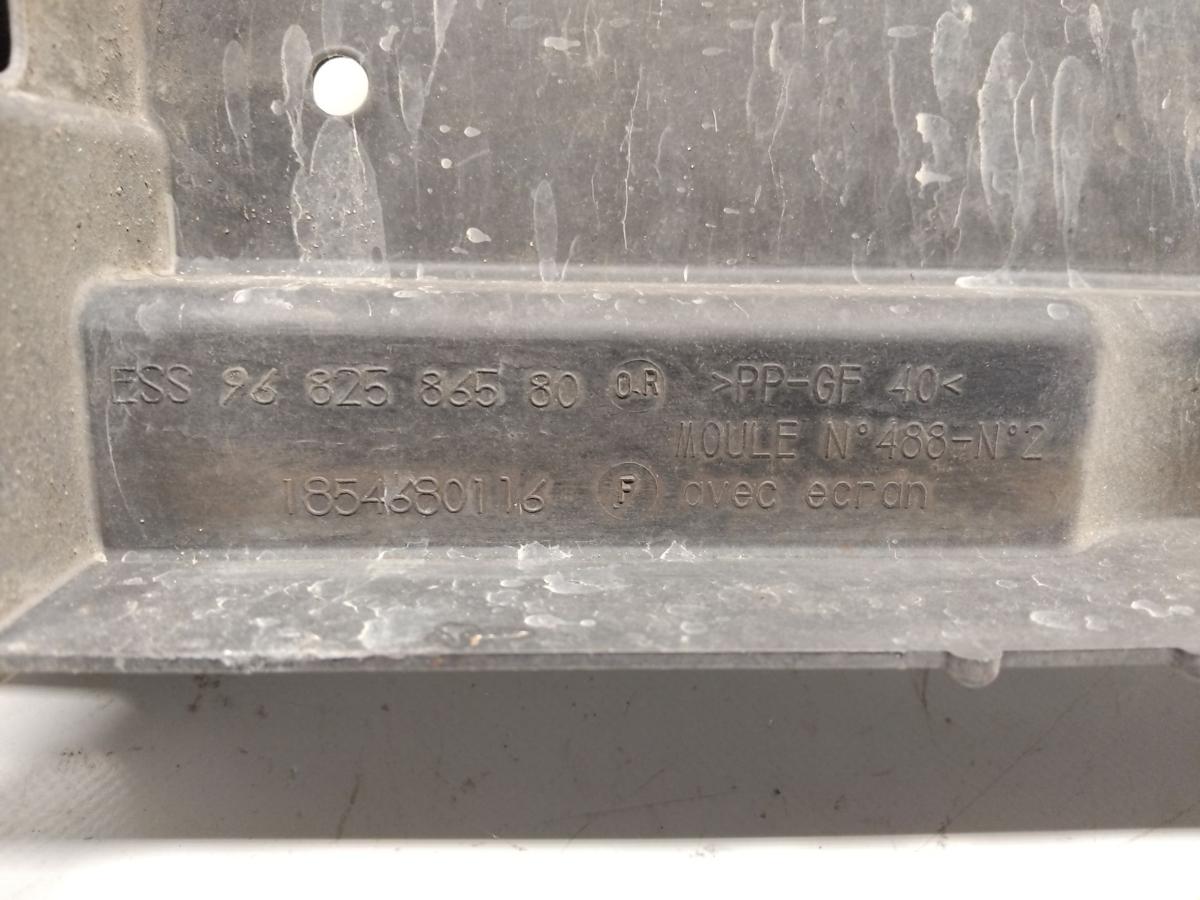 ESS 96 825 865 80 O.R >PP-GF 40<
MOULE N°488-N°2
1854680116 F avec ecran